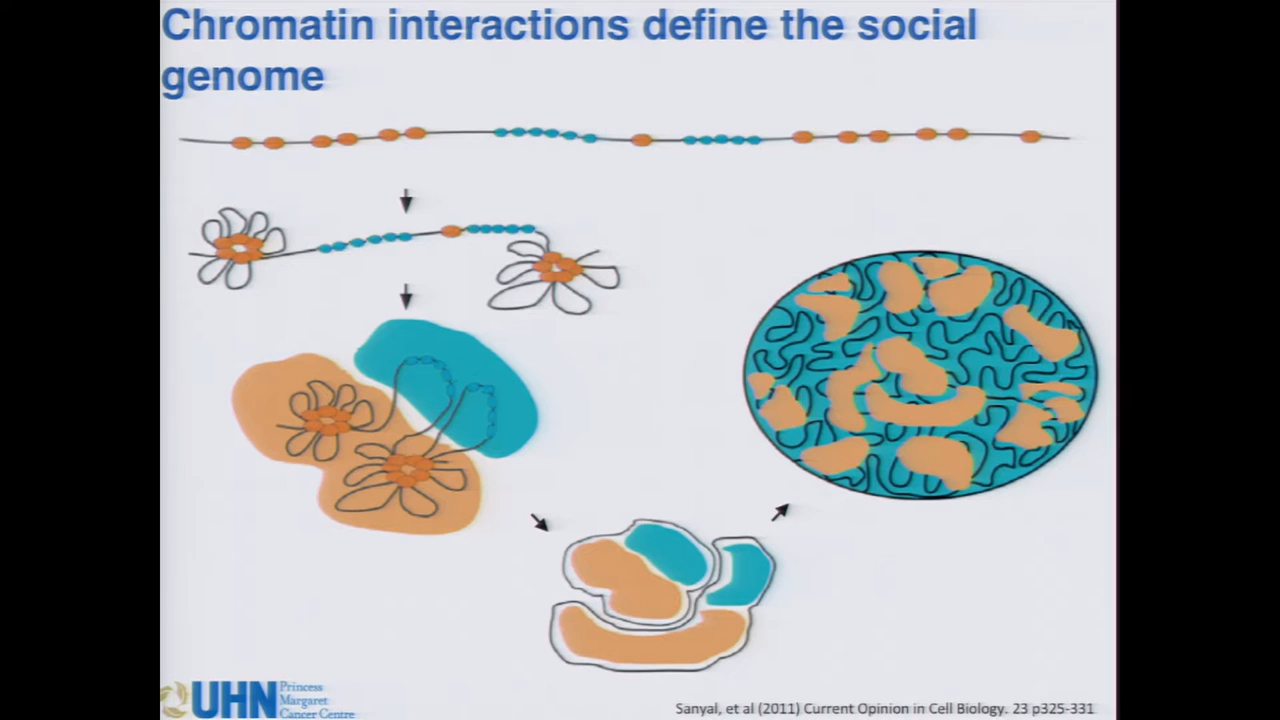 Chromatin interactions define the social
genome
UHN
Princess
Margaret
Cancer Centre
Sanyal, et al (2011) Current Opinion in Cell Biology. 23 p325-331